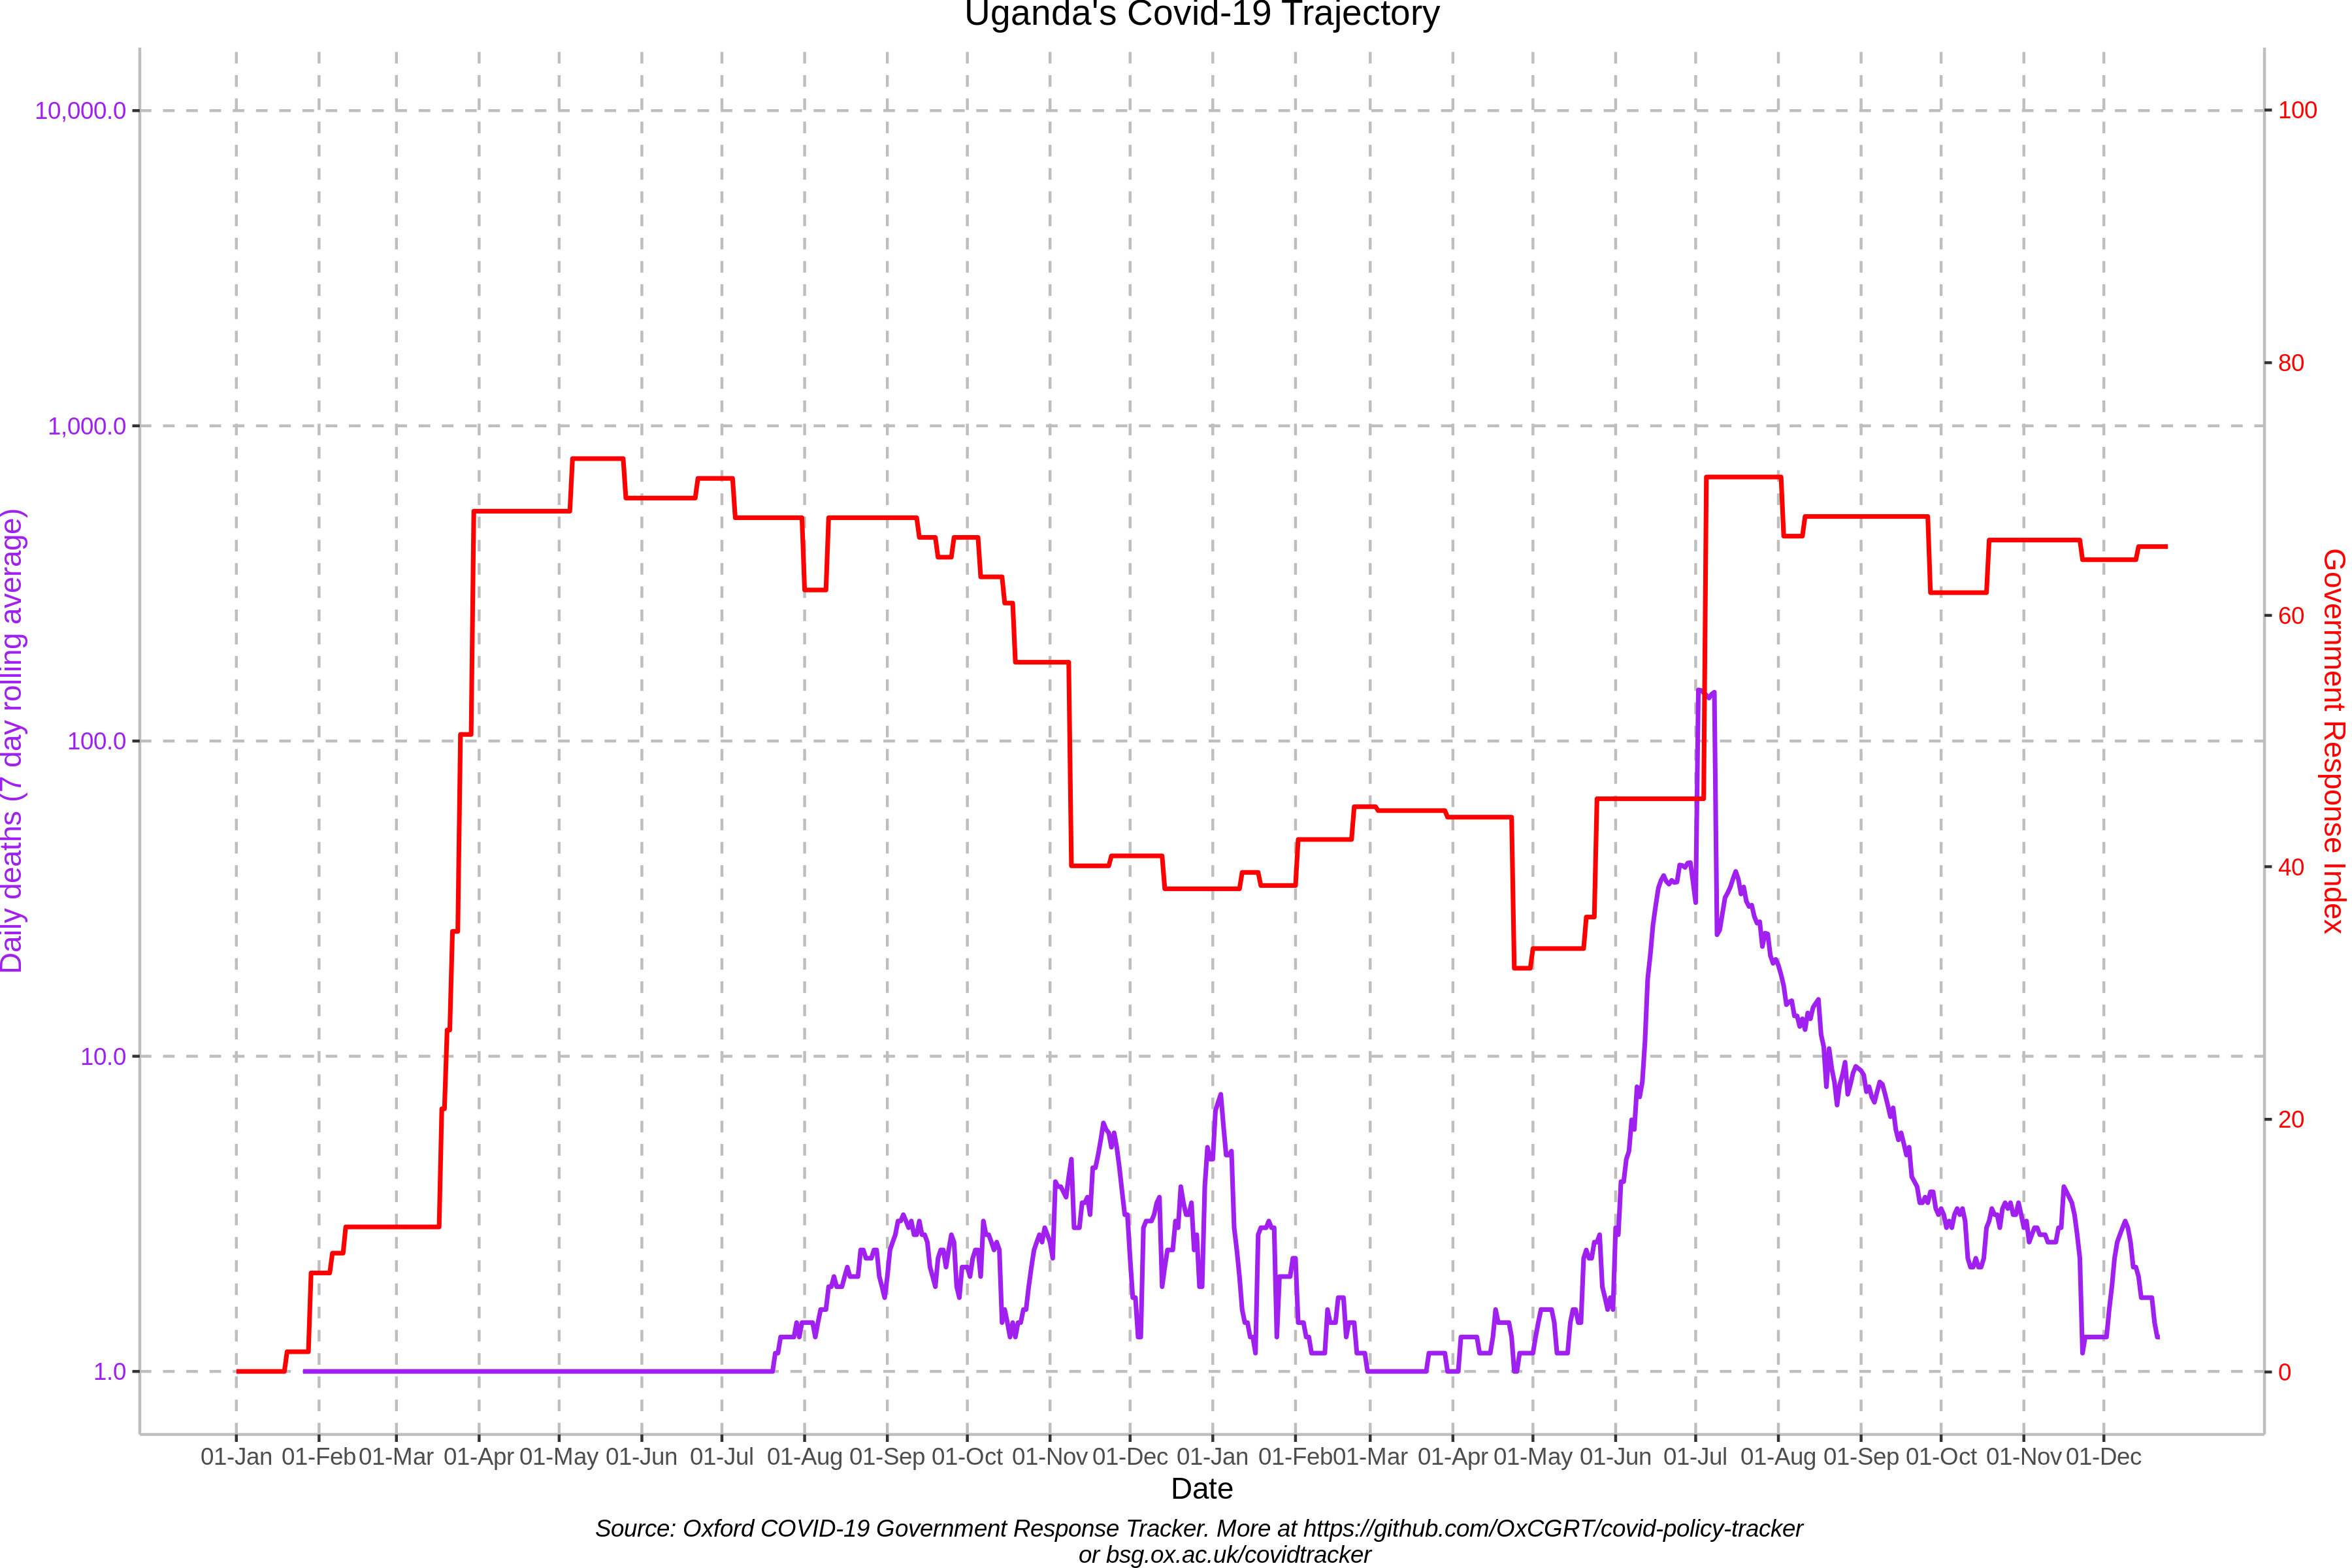 Uganda's Covid-19 Trajectory
10,000.0
1,000.0
100.0
10.0
1.0
Daily deaths (7 day rolling average)
100
80
60
40
20
0
Government Response Index
01-Jan 01-Feb 01-Mar 01-Apr 01-May 01-Jun 01-Jul 01-Aug 01-Sep 01-Oct 01-Nov 01-Dec 01-Jan 01-Feb 01-Mar 01-Apr 01-May 01-Jun 01-Jul 01-Aug 01-Sep 01-Oct 01-Nov 01-Dec
Date
Source: Oxford COVID-19 Government Response Tracker. More at https://github.com/OxCGRT/covid-policy-tracker
or bsg.ox.ac.uk/covidtracker